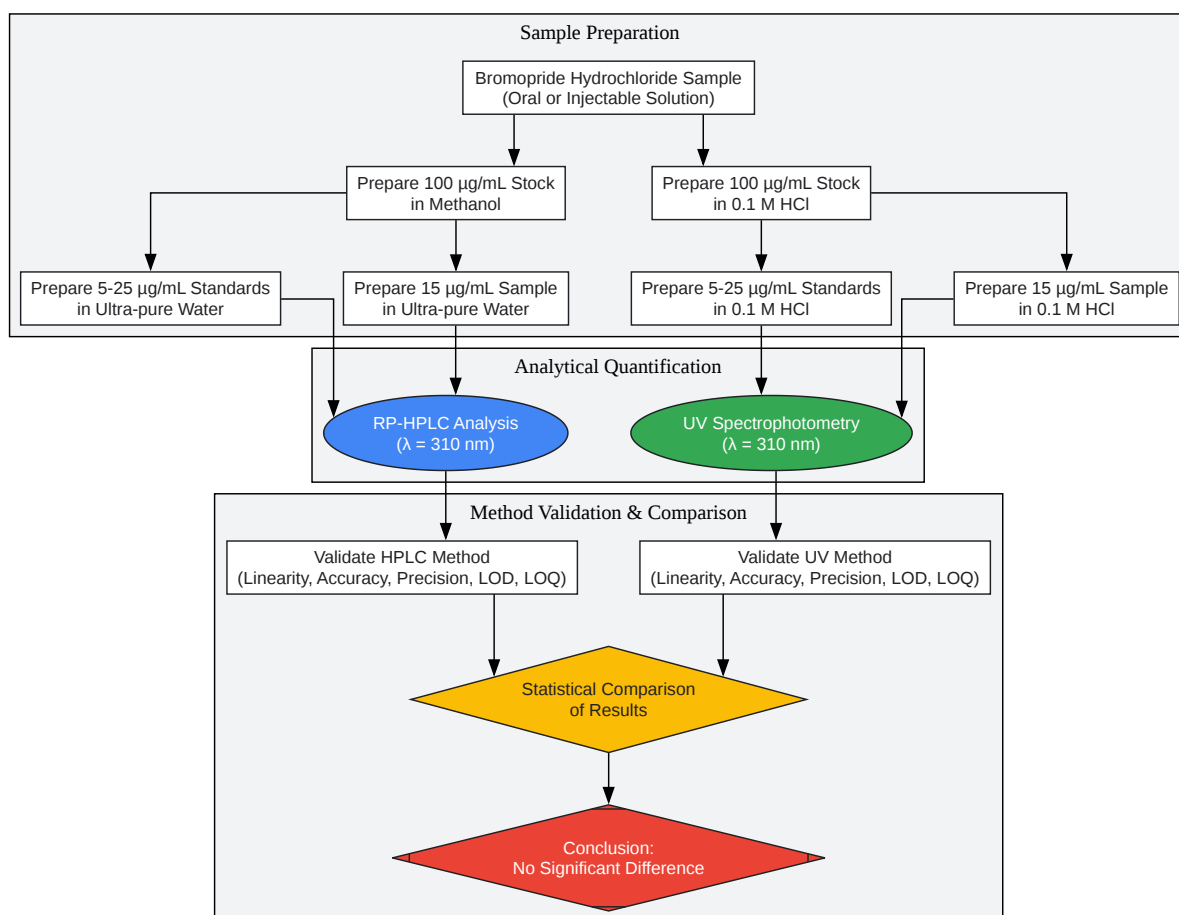 Sample Preparation
Bromopride Hydrochloride Sample
(Oral or Injectable Solution)
Prepare 100 µg/mL Stock
in Methanol
Prepare 100 µg/mL Stock
in 0.1 M HCl
Prepare 5-25 µg/mL Standards
in Ultra-pure Water
Prepare 15 µg/mL Sample
in Ultra-pure Water
Prepare 5-25 µg/mL Standards
in 0.1 M HCl
Prepare 15 µg/mL Sample
in 0.1 M HCl
Analytical Quantification
RP-HPLC Analysis
(λ = 310 nm)
UV Spectrophotometry
(λ = 310 nm)
Method Validation & Comparison
Validate HPLC Method
(Linearity, Accuracy, Precision, LOD, LOQ)
Validate UV Method
(Linearity, Accuracy, Precision, LOD, LOQ)
Statistical Comparison
of Results
Conclusion:
No Significant Difference